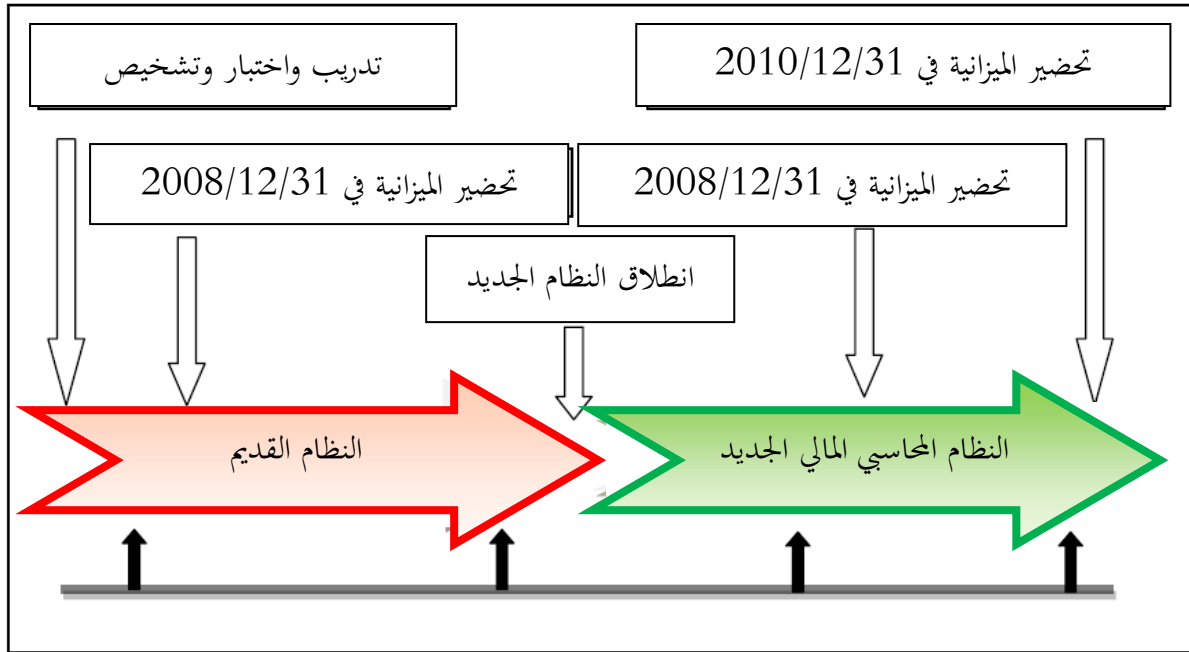 تدريب واختبار وتشخيص
تحضير الميزانية في 2010/12/31
تحضير الميزانية في 2008/12/31
تحضير الميزانية في 2008/12/31
انطلاق النظام الجديد
النظام القديم
النظام المحاسبي المالي الجديد